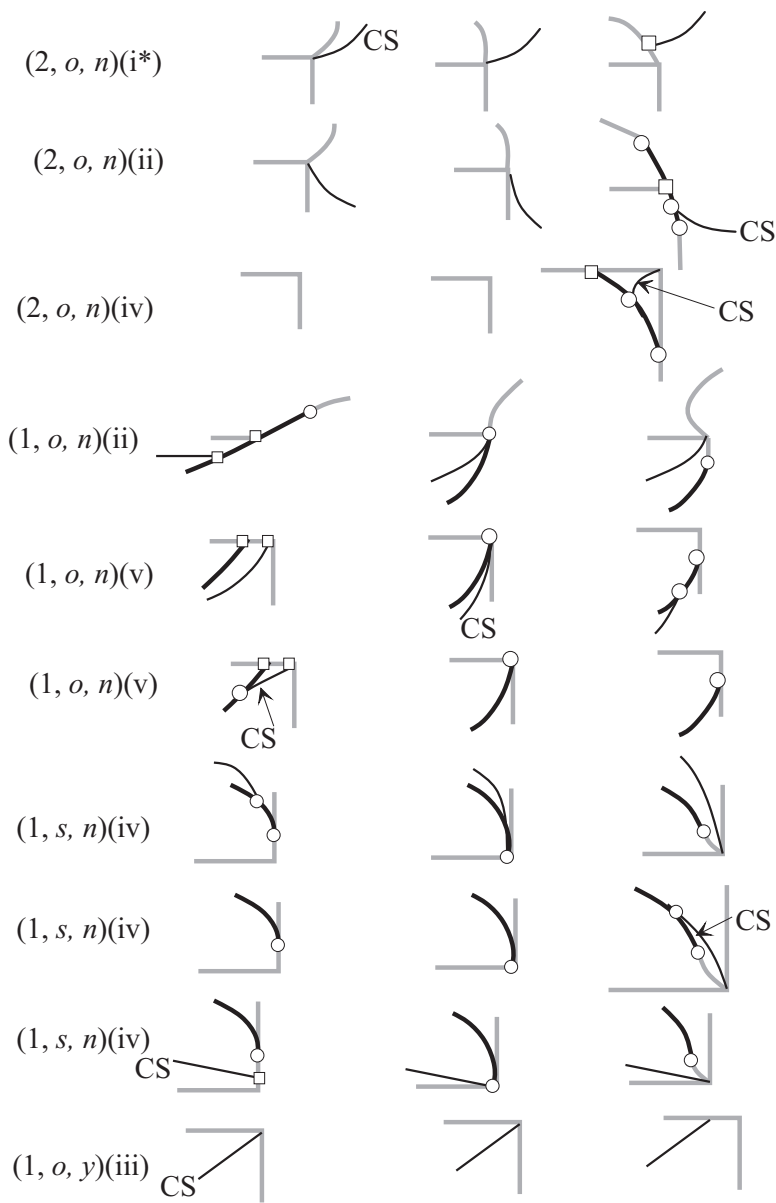 (2, o, n)(i*) CS
(2, o, n)(ii) CS
(2, o, n)(iv) CS
(1, o, n)(ii)
(1, o, n)(v) CS
(1, o, n)(v) CS
(1, s, n)(iv)
(1, s, n)(iv) CS
(1, s, n)(iv) CS
(1, o, y)(iii) CS